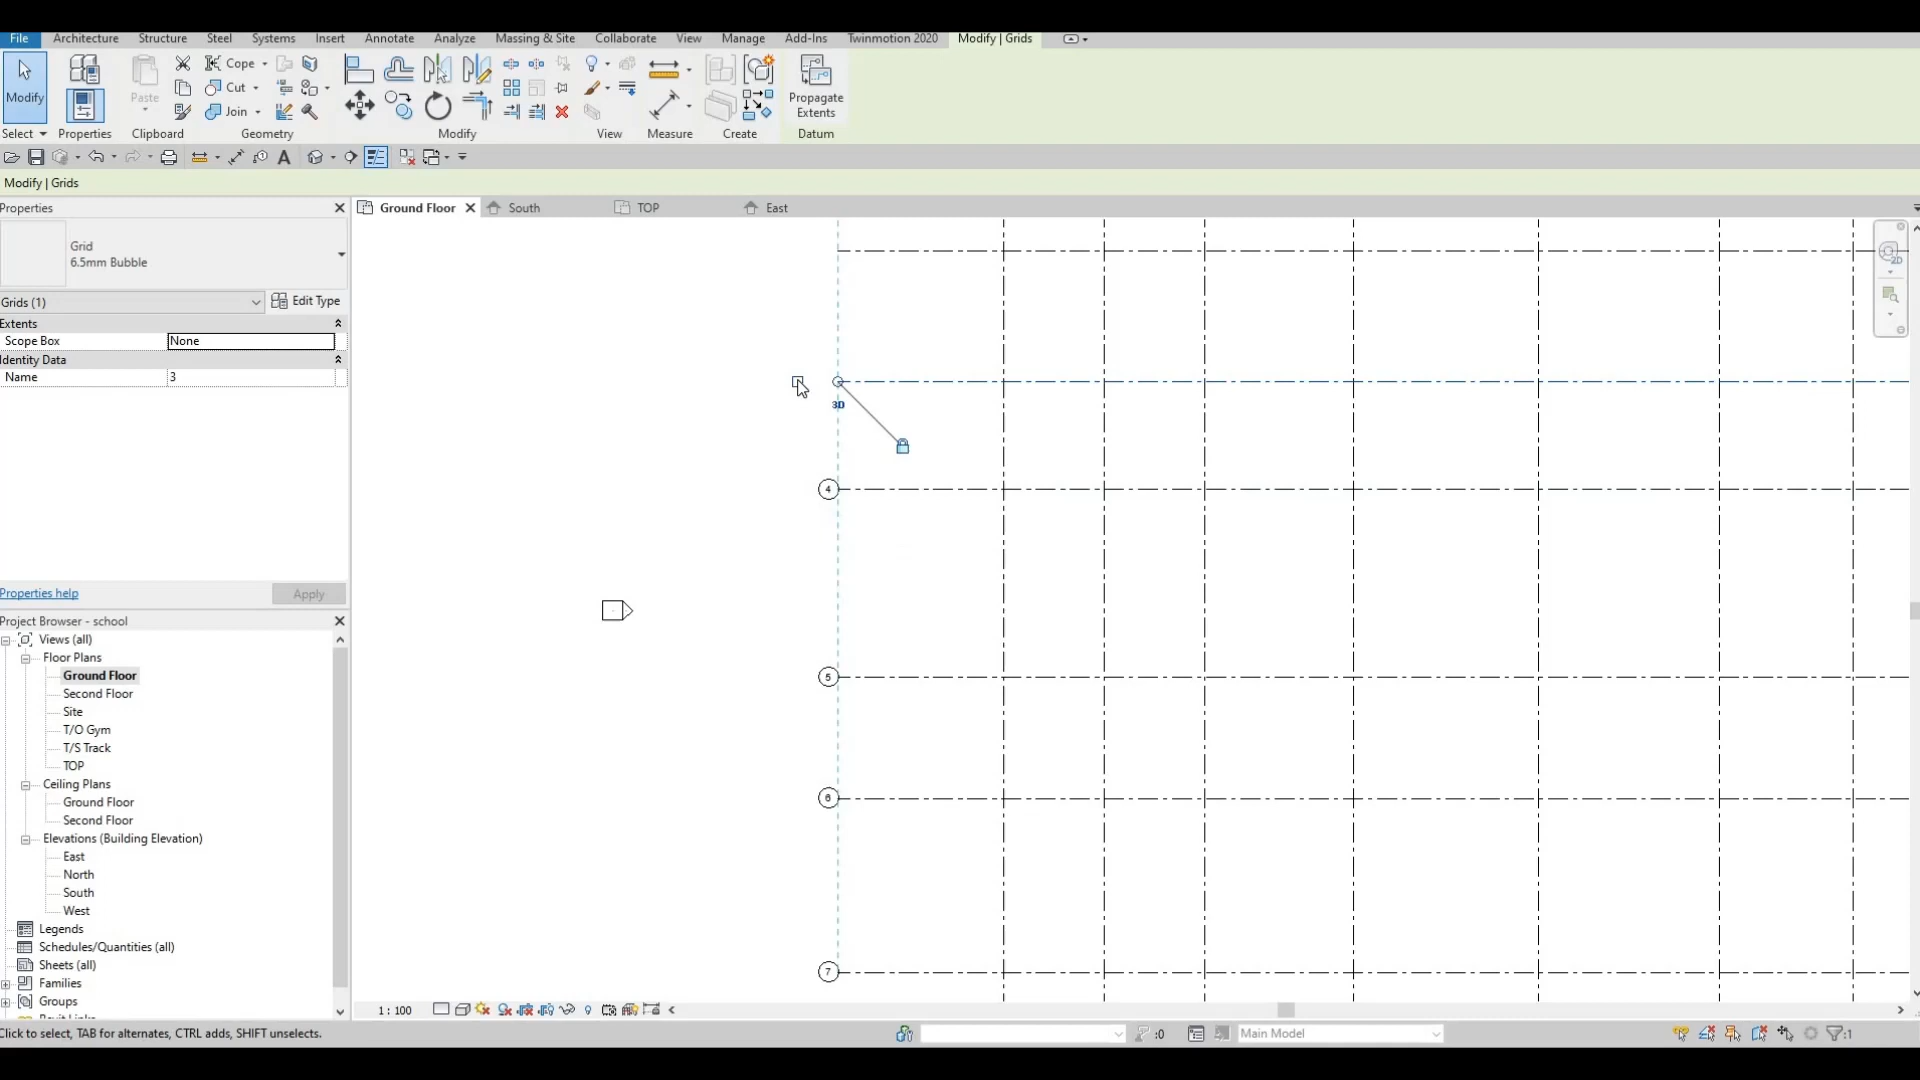 File Architecture Structure Steel Systems Insert Annotate Analyze Massing & Site Collaborate View Manage Add-Ins Twinmotion 2020 Modify | Grids
Modify Paste Cope Cut Join Propagate Extents
Select Properties Clipboard Geometry Modify View Measure Create Datum
A
Modify | Grids
Properties
Ground Floor South TOP East
Grid
6.5mm Bubble
2D
Grids (1) Edit Type
Extents
Scope Box None
Identity Data
Name 3
3D
4
5
6
7
Properties help Apply
Project Browser - school
Views (all)
Floor Plans
Ground Floor
Second Floor
Site
T/O Gym
T/S Track
TOP
Ceiling Plans
Ground Floor
Second Floor
Elevations (Building Elevation)
East
North
South
West
Legends
Schedules/Quantities (all)
Sheets (all)
Families
Groups
1 : 100
Click to select, TAB for alternates, CTRL adds, SHIFT unselects. :0 Main Model :1